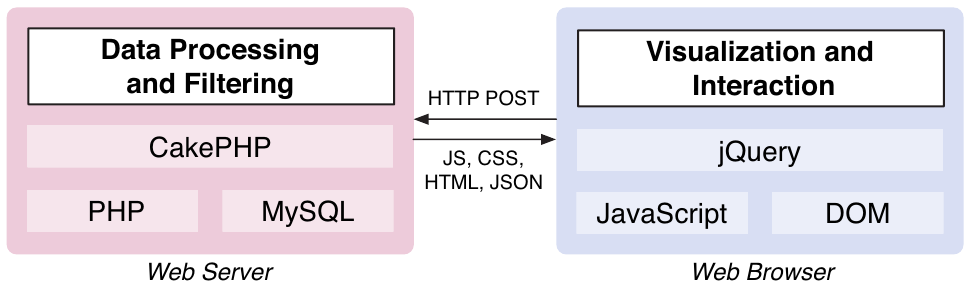 Data Processing
and Filtering
CakePHP
PHP
MySQL
Web Server
HTTP POST
JS, CSS,
HTML, JSON
Visualization and
Interaction
jQuery
JavaScript
DOM
Web Browser